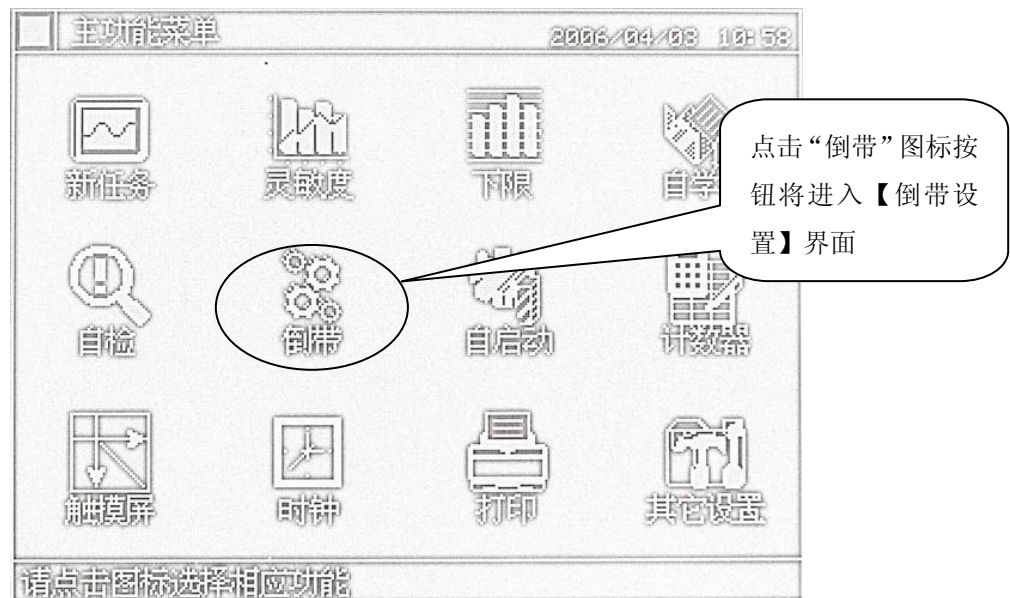 主功能菜单 2006/04/03 10:58
新任务 灵敏度 下限 自学
点击“倒带”图标按
钮将进入【倒带设
置】界面
自检 倒带 自启动 计数器
触摸屏 时钟 打印 其它设置
请点击图标选择相应功能